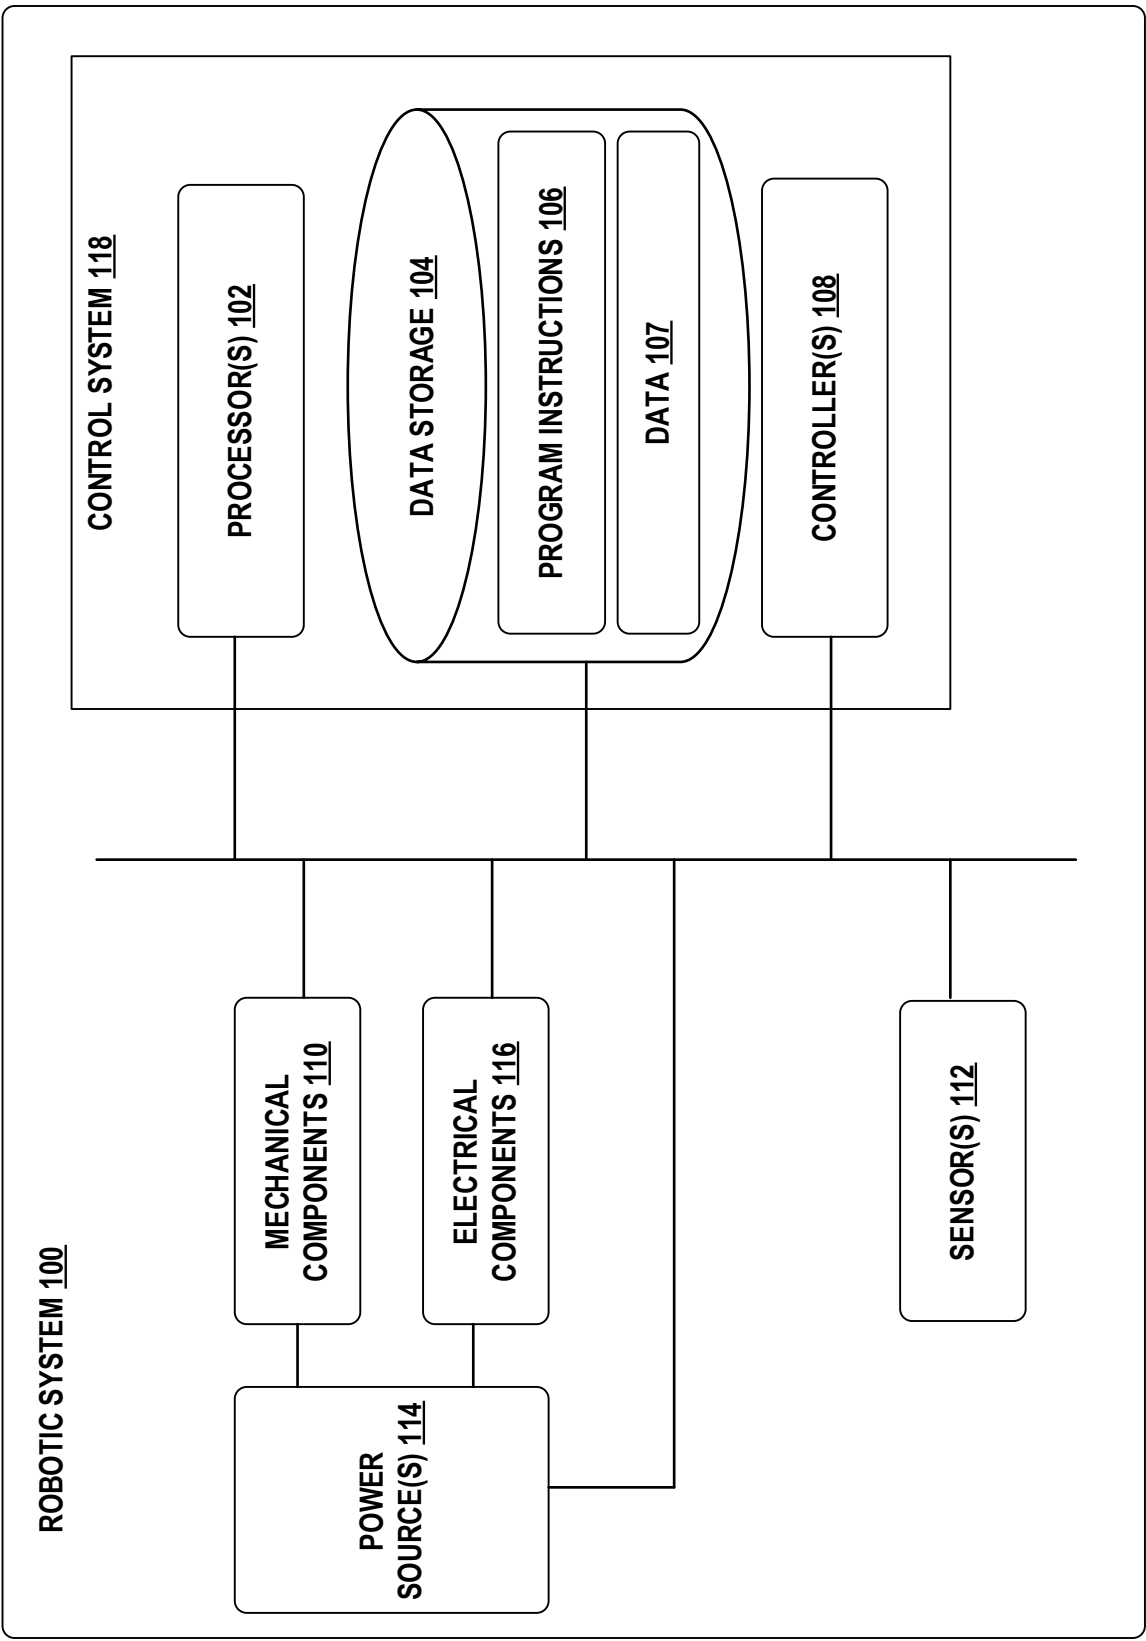 ROBOTIC SYSTEM 100
CONTROL SYSTEM 118
MECHANICAL
COMPONENTS 110
PROCESSOR(S) 102
POWER
SOURCE(S) 114
ELECTRICAL
COMPONENTS 116
DATA STORAGE 104
PROGRAM INSTRUCTIONS 106
DATA 107
SENSOR(S) 112
CONTROLLER(S) 108